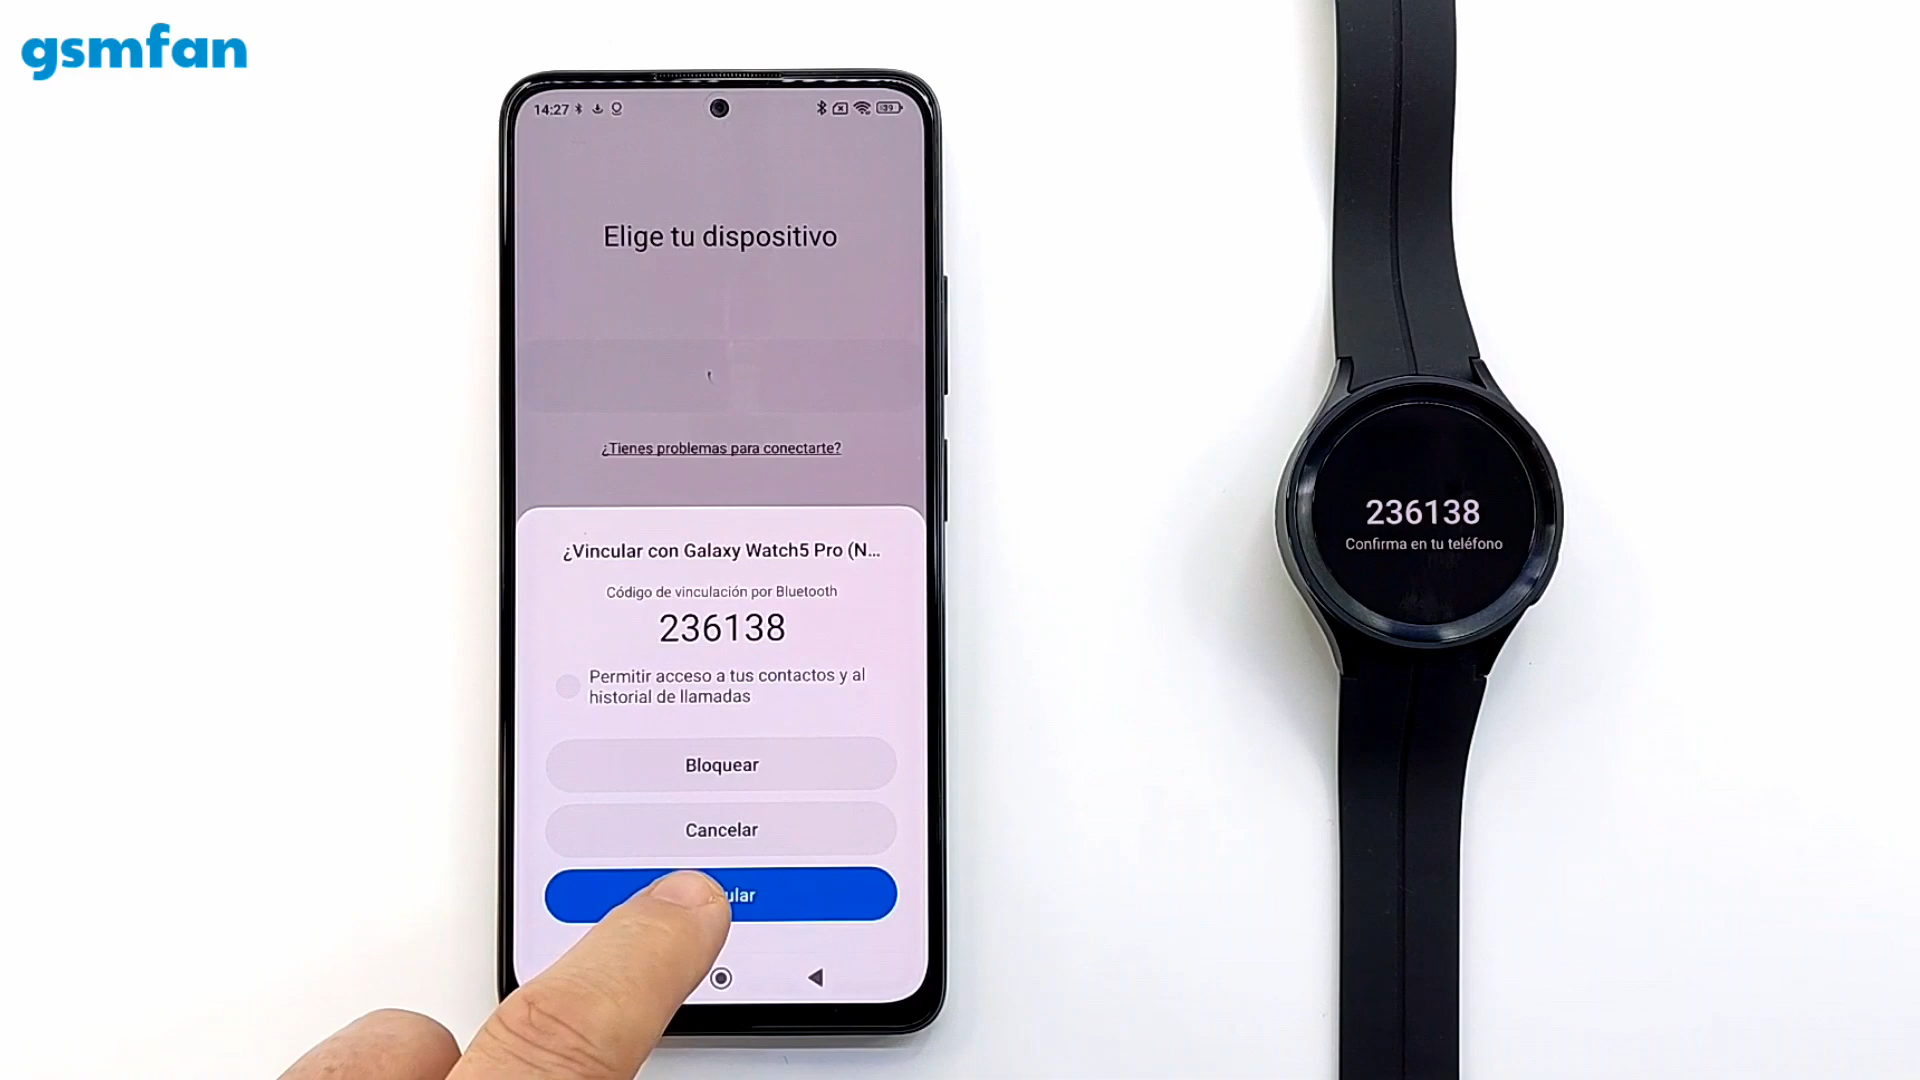 gsmfan
14:27
39
Elige tu dispositivo
¿Tienes problemas para conectarte?
¿Vincular con Galaxy Watch5 Pro (N...
Código de vinculación por Bluetooth
236138
Permitir acceso a tus contactos y al
historial de llamadas
Bloquear
Cancelar
ular
236138
Confirma en tu teléfono